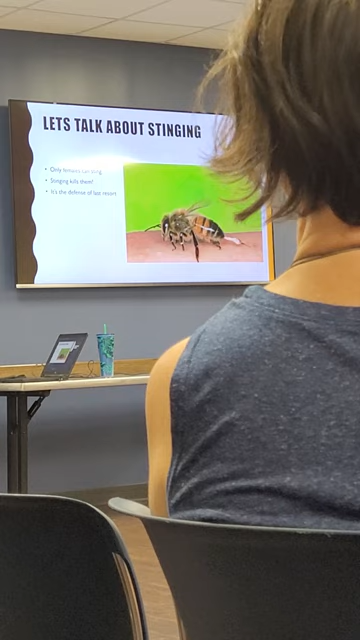 LETS TALK ABOUT STINGING
• Only females can sting
• Stinging kills them!
• It's the defense of last resort